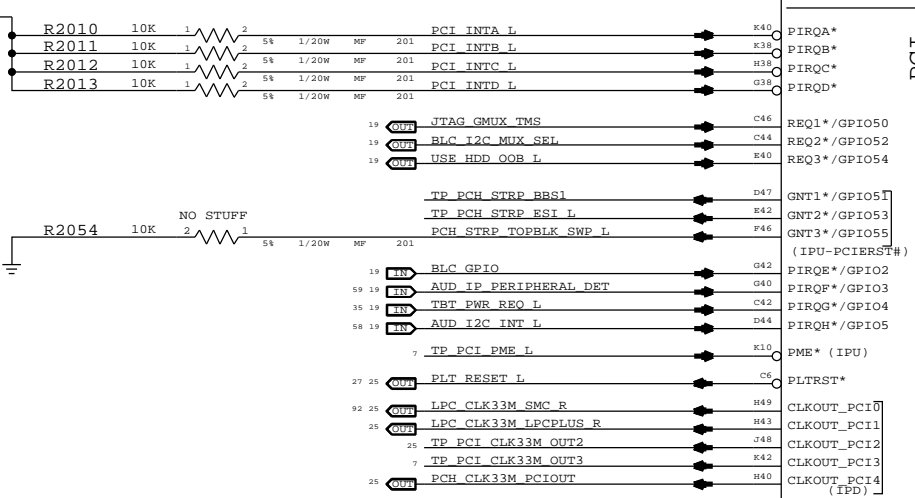 R2010 10K 1 2 5% 1/20W MF 201 PCI_INTA_L K40 PIRQA*
R2011 10K 1 2 5% 1/20W MF 201 PCI_INTB_L K38 PIRQB*
R2012 10K 1 2 5% 1/20W MF 201 PCI_INTC_L H38 PIRQC*
R2013 10K 1 2 5% 1/20W MF 201 PCI_INTD_L G38 PIRQD*
19 OUT JTAG_GMUX_TMS C46 REQ1*/GPIO50
19 OUT BLC_I2C_MUX_SEL C44 REQ2*/GPIO52
19 OUT USE_HDD_OOB_L E40 REQ3*/GPIO54
TP_PCH_STRP_BBS1 D47 GNT1*/GPIO51
TP_PCH_STRP_ESI_L E42 GNT2*/GPIO53
NO STUFF
R2054 10K 2 1 5% 1/20W MF 201 PCH_STRP_TOPBLK_SWP_L F46 GNT3*/GPIO55
(IPU-PCIERST#)
19 IN BLC_GPIO G42 PIRQE*/GPIO2
59 19 IN AUD_IP_PERIPHERAL_DET G40 PIRQF*/GPIO3
35 19 IN TBT_PWR_REQ_L C42 PIRQG*/GPIO4
58 19 IN AUD_I2C_INT_L D44 PIRQH*/GPIO5
7 TP_PCI_PME_L K10 PME* (IPU)
27 25 OUT PLT_RESET_L C6 PLTRST*
92 25 OUT LPC_CLK33M_SMC_R H49 CLKOUT_PCI0
25 OUT LPC_CLK33M_LPCPLUS_R H43 CLKOUT_PCI1
25 TP_PCI_CLK33M_OUT2 J48 CLKOUT_PCI2
7 TP_PCI_CLK33M_OUT3 K42 CLKOUT_PCI3
25 OUT PCH_CLK33M_PCIOUT H40 CLKOUT_PCI4
(IPD)